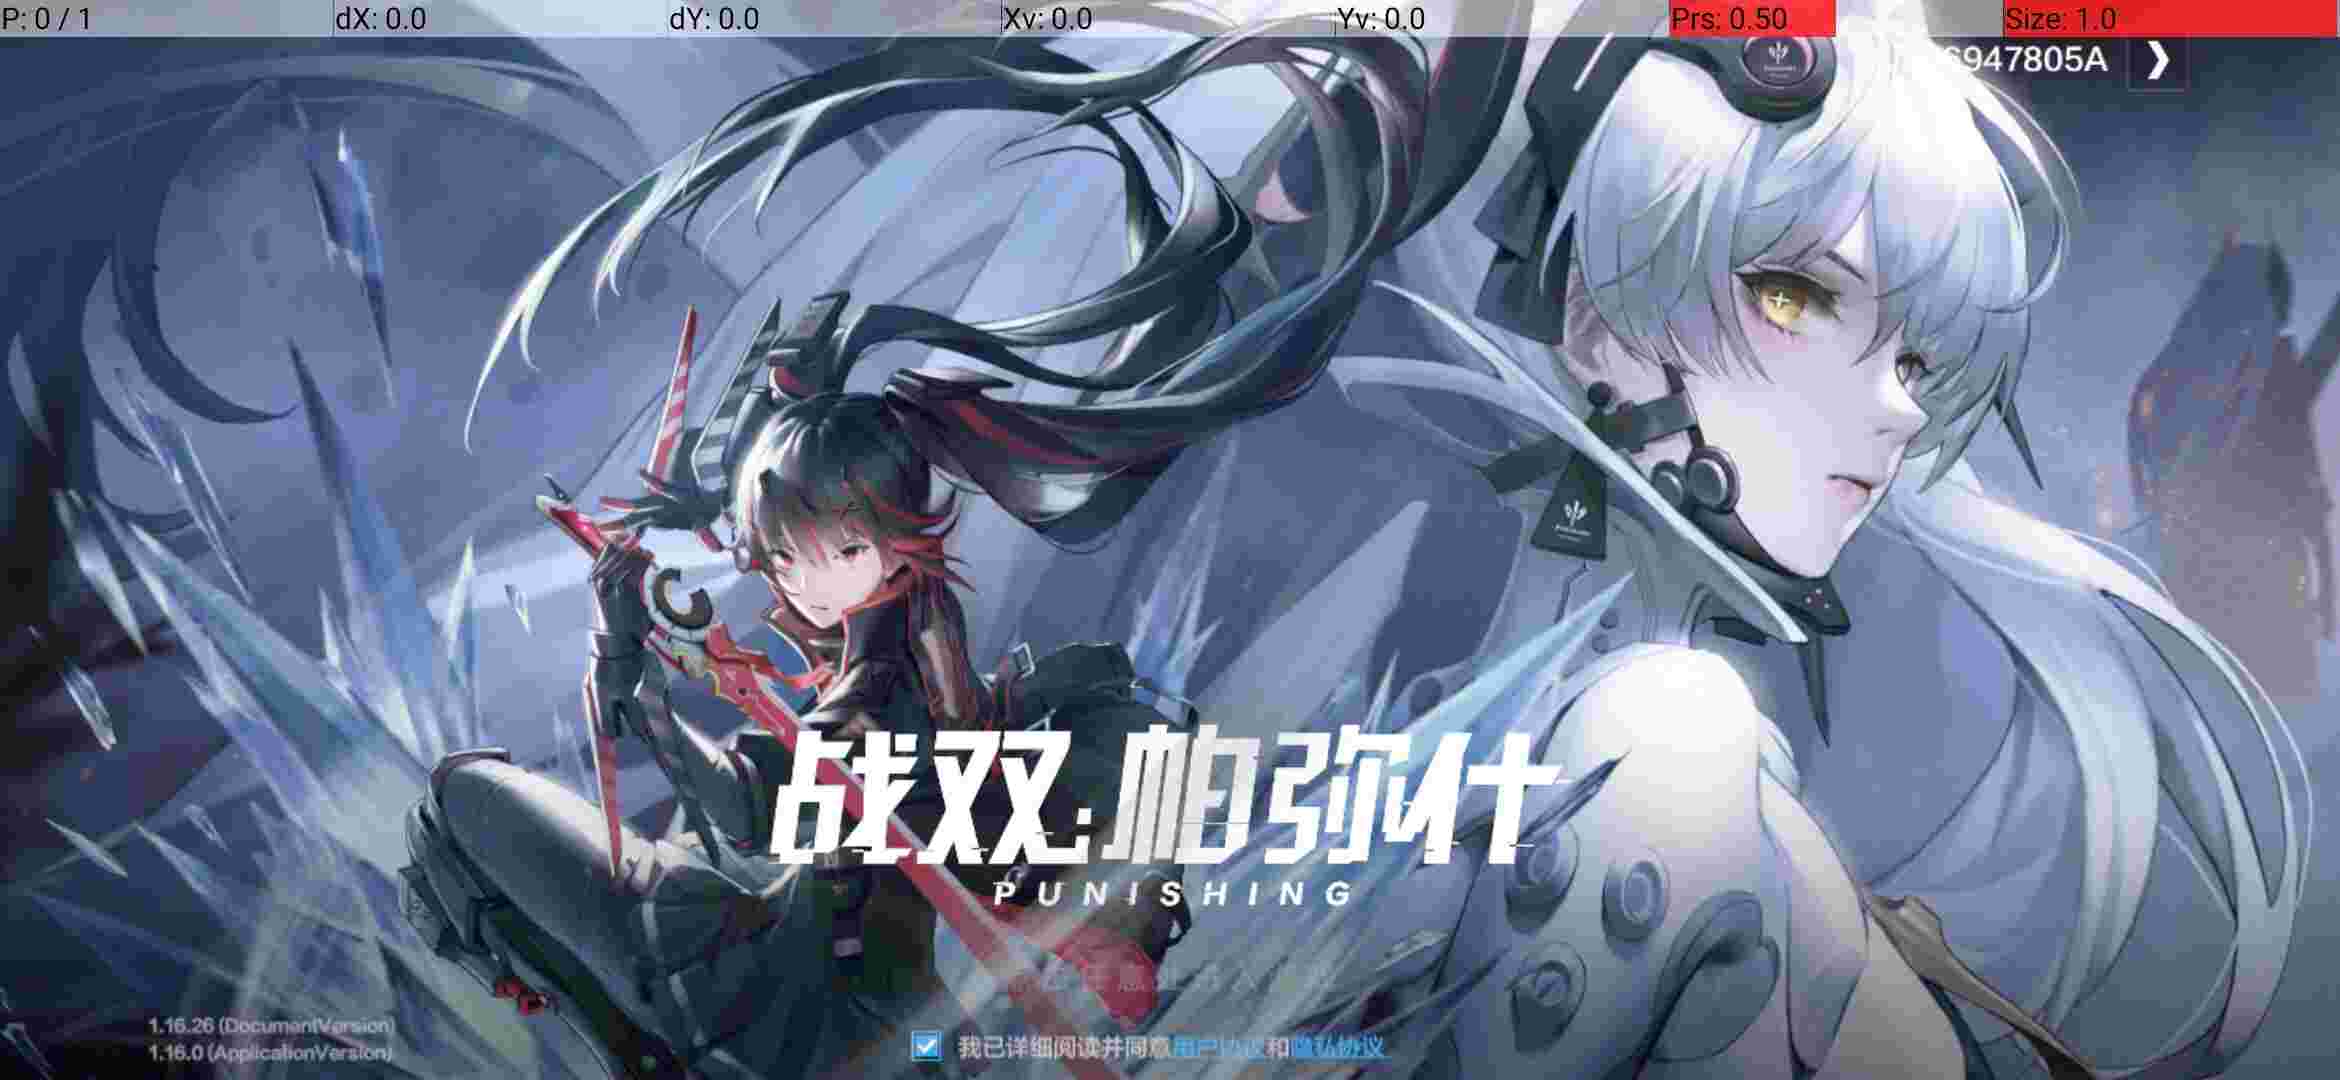 P: 0 / 1 dX: 0.0 dY: 0.0 Xv: 0.0 Yv: 0.0 Prs: 0.50 Size: 1.0
6947805A
战双:帕弥什
PUNISHING
1.16.26 (DocumentVersion)
1.16.0 (ApplicationVersion)
我已详细阅读并同意用户协议和隐私协议